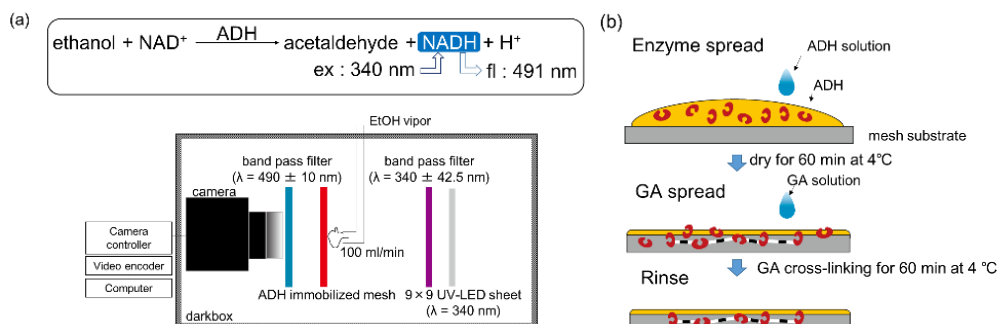 (a)
ethanol + NAD⁺ ADH acetaldehyde + NADH + H⁺
ex : 340 nm fl : 491 nm
EtOH vipor
band pass filter
(λ = 490 ± 10 nm)
band pass filter
(λ = 340 ± 42.5 nm)
camera
100 ml/min
Camera
controller
Video encoder
Computer
ADH immobilized mesh
9×9 UV-LED sheet
(λ = 340 nm)
darkbox
(b)
Enzyme spread
ADH solution
ADH
mesh substrate
dry for 60 min at 4℃
GA spread
GA solution
GA cross-linking for 60 min at 4 ℃
Rinse